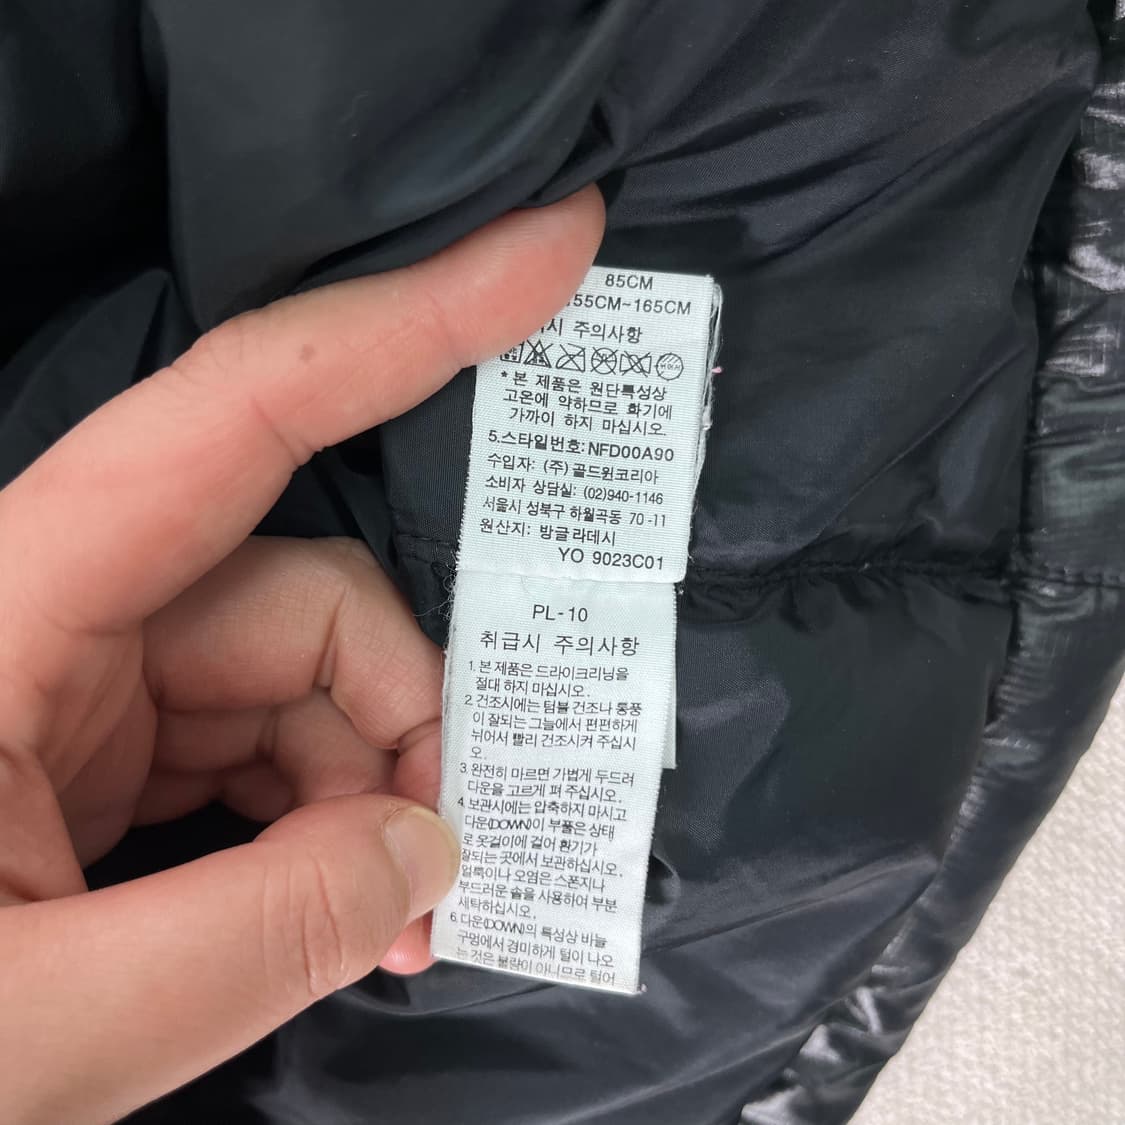 85CM
55CM~165CM
시 주의사항
* 본 제품은 원단특성상
고온에 약하므로 화기에
가까이 하지 마십시오.
5.스타일번호: NFD00A90
수입자: (주)골드윈코리아
소비자 상담실: (02)940-1146
서울시 성북구 하월곡동 70-11
원산지: 방글라데시
YO 9023C01
PL-10
취급시 주의사항
1. 본 제품은 드라이크리닝을
절대 하지 마십시오.
2. 건조시에는 텀블 건조나 통풍
이 잘되는 그늘에서 편편하게
뉘어서 빨리 건조시켜 주십시
오.
3. 완전히 마르면 가볍게 두드려
다운을 고르게 펴 주십시오.
4. 보관시에는 압축하지 마시고
다운(DOWN)이 부풀은 상태
로 옷걸이에 걸어 환기가
잘되는 곳에서 보관하십시오.
얼룩이나 오염은 스폰지나
부드러운 솔을 사용하여 부분
세탁하십시오.
6. 다운(DOWN)의 특성상 바늘
구멍에서 경미하게 털이 나오
는 것은 불량이 아니므로 털어